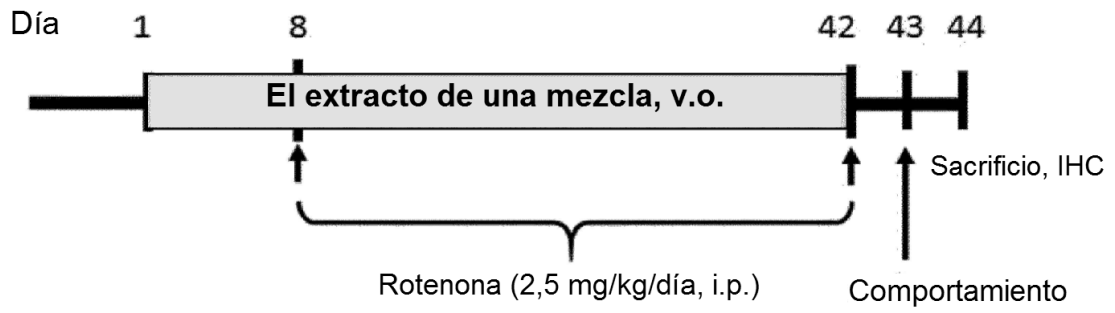 Día 1 8 42 43 44
El extracto de una mezcla, v.o.
Sacrificio, IHC
Rotenona (2,5 mg/kg/día, i.p.)
Comportamiento